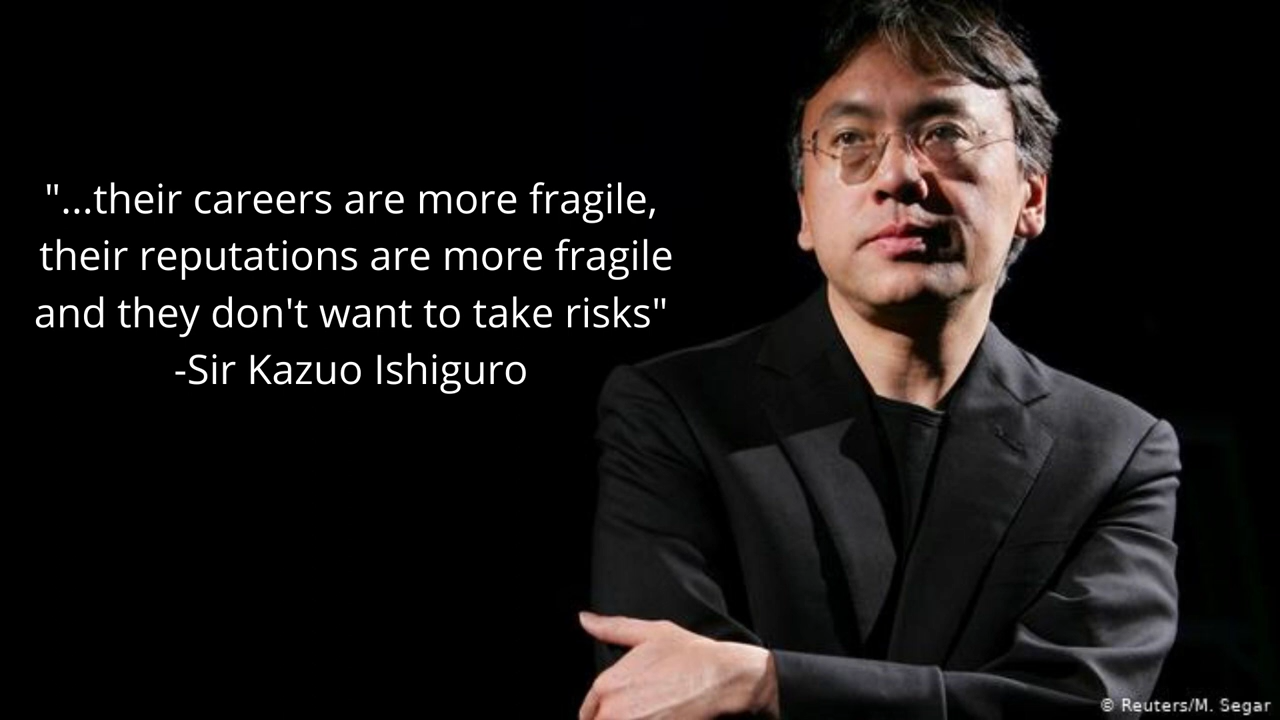 "...their careers are more fragile,
their reputations are more fragile
and they don't want to take risks"
-Sir Kazuo Ishiguro
© Reuters/M. Segar